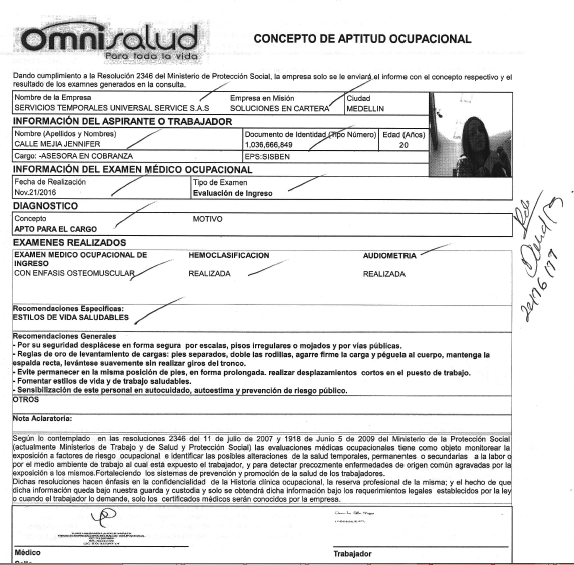 Omnisalud
Para toda la vida
CONCEPTO DE APTITUD OCUPACIONAL
Dando cumplimiento a la Resolución 2346 del Ministerio de Protección Social, la empresa solo se le enviará el informe con el concepto respectivo y el
resultado de los examnes generados en la consulta.
Nombre de la Empresa Empresa en Misión Ciudad
SERVICIOS TEMPORALES UNIVERSAL SERVICE S.A.S SOLUCIONES EN CARTERA MEDELLIN
INFORMACIÓN DEL ASPIRANTE O TRABAJADOR
Nombre (Apellidos y Nombres) Documento de Identidad (Tipo Número) Edad (Años)
CALLE MEJIA JENNIFER 1,036,666,849 20
Cargo: -ASESORA EN COBRANZA EPS:SISBEN
INFORMACIÓN DEL EXAMEN MÉDICO OCUPACIONAL
Fecha de Realización Tipo de Examen
Nov.21/2016 Evaluación de Ingreso
DIAGNOSTICO
Concepto MOTIVO
APTO PARA EL CARGO
EXAMENES REALIZADOS
EXAMEN MEDICO OCUPACIONAL DE HEMOCLASIFICACION AUDIOMETRIA
INGRESO
CON ENFASIS OSTEOMUSCULAR REALIZADA REALIZADA
Recomendaciones Específicas:
ESTILOS DE VIDA SALUDABLES
Recomendaciones Generales
- Por su seguridad desplácese en forma segura por escalas, pisos irregulares o mojados y por vías públicas.
- Reglas de oro de levantamiento de cargas: pies separados, doble las rodillas, agarre firme la carga y péguela al cuerpo, mantenga la
espalda recta, levántese suavemente sin realizar giros del tronco.
- Evite permanecer en la misma posición de pies, en forma prolongada. realizar desplazamientos cortos en el puesto de trabajo.
- Fomentar estilos de vida y de trabajo saludables.
- Sensibilización de este personal en autocuidado, autoestima y prevención de riesgo público.
OTROS
Nota Aclaratoria:
Según lo contemplado en las resoluciones 2346 del 11 de julio de 2007 y 1918 de Junio 5 de 2009 del Ministerio de la Protección Social
(actualmente Ministerios de Trabajo y de Salud y Protección Social) las evaluaciones médicas ocupacionales tiene como objeto monitorear la
exposición a factores de riesgo ocupacional e identificar las posibles alteraciones de la salud temporales, permanentes o secundarias a la labor o
por el medio ambiente de trabajo al cual está expuesto el trabajador, y para detectar precozmente enfermedades de origen común agravadas por la
exposición a los mismos.Fortaleciendo los sistemas de prevención y promoción de la salud de los trabajadores.
Dichas resoluciones hacen énfasis en la confidencialidad de la Historia clínica ocupacional, la reserva profesional de la misma; y el hecho de que
dicha información queda bajo nuestra guarda y custodia y solo se obtendrá dicha información bajo los requerimientos legales establecidos por la ley
o cuando el trabajador lo demande, solo los certificados médicos serán conocidos por la empresa.
Médico Trabajador